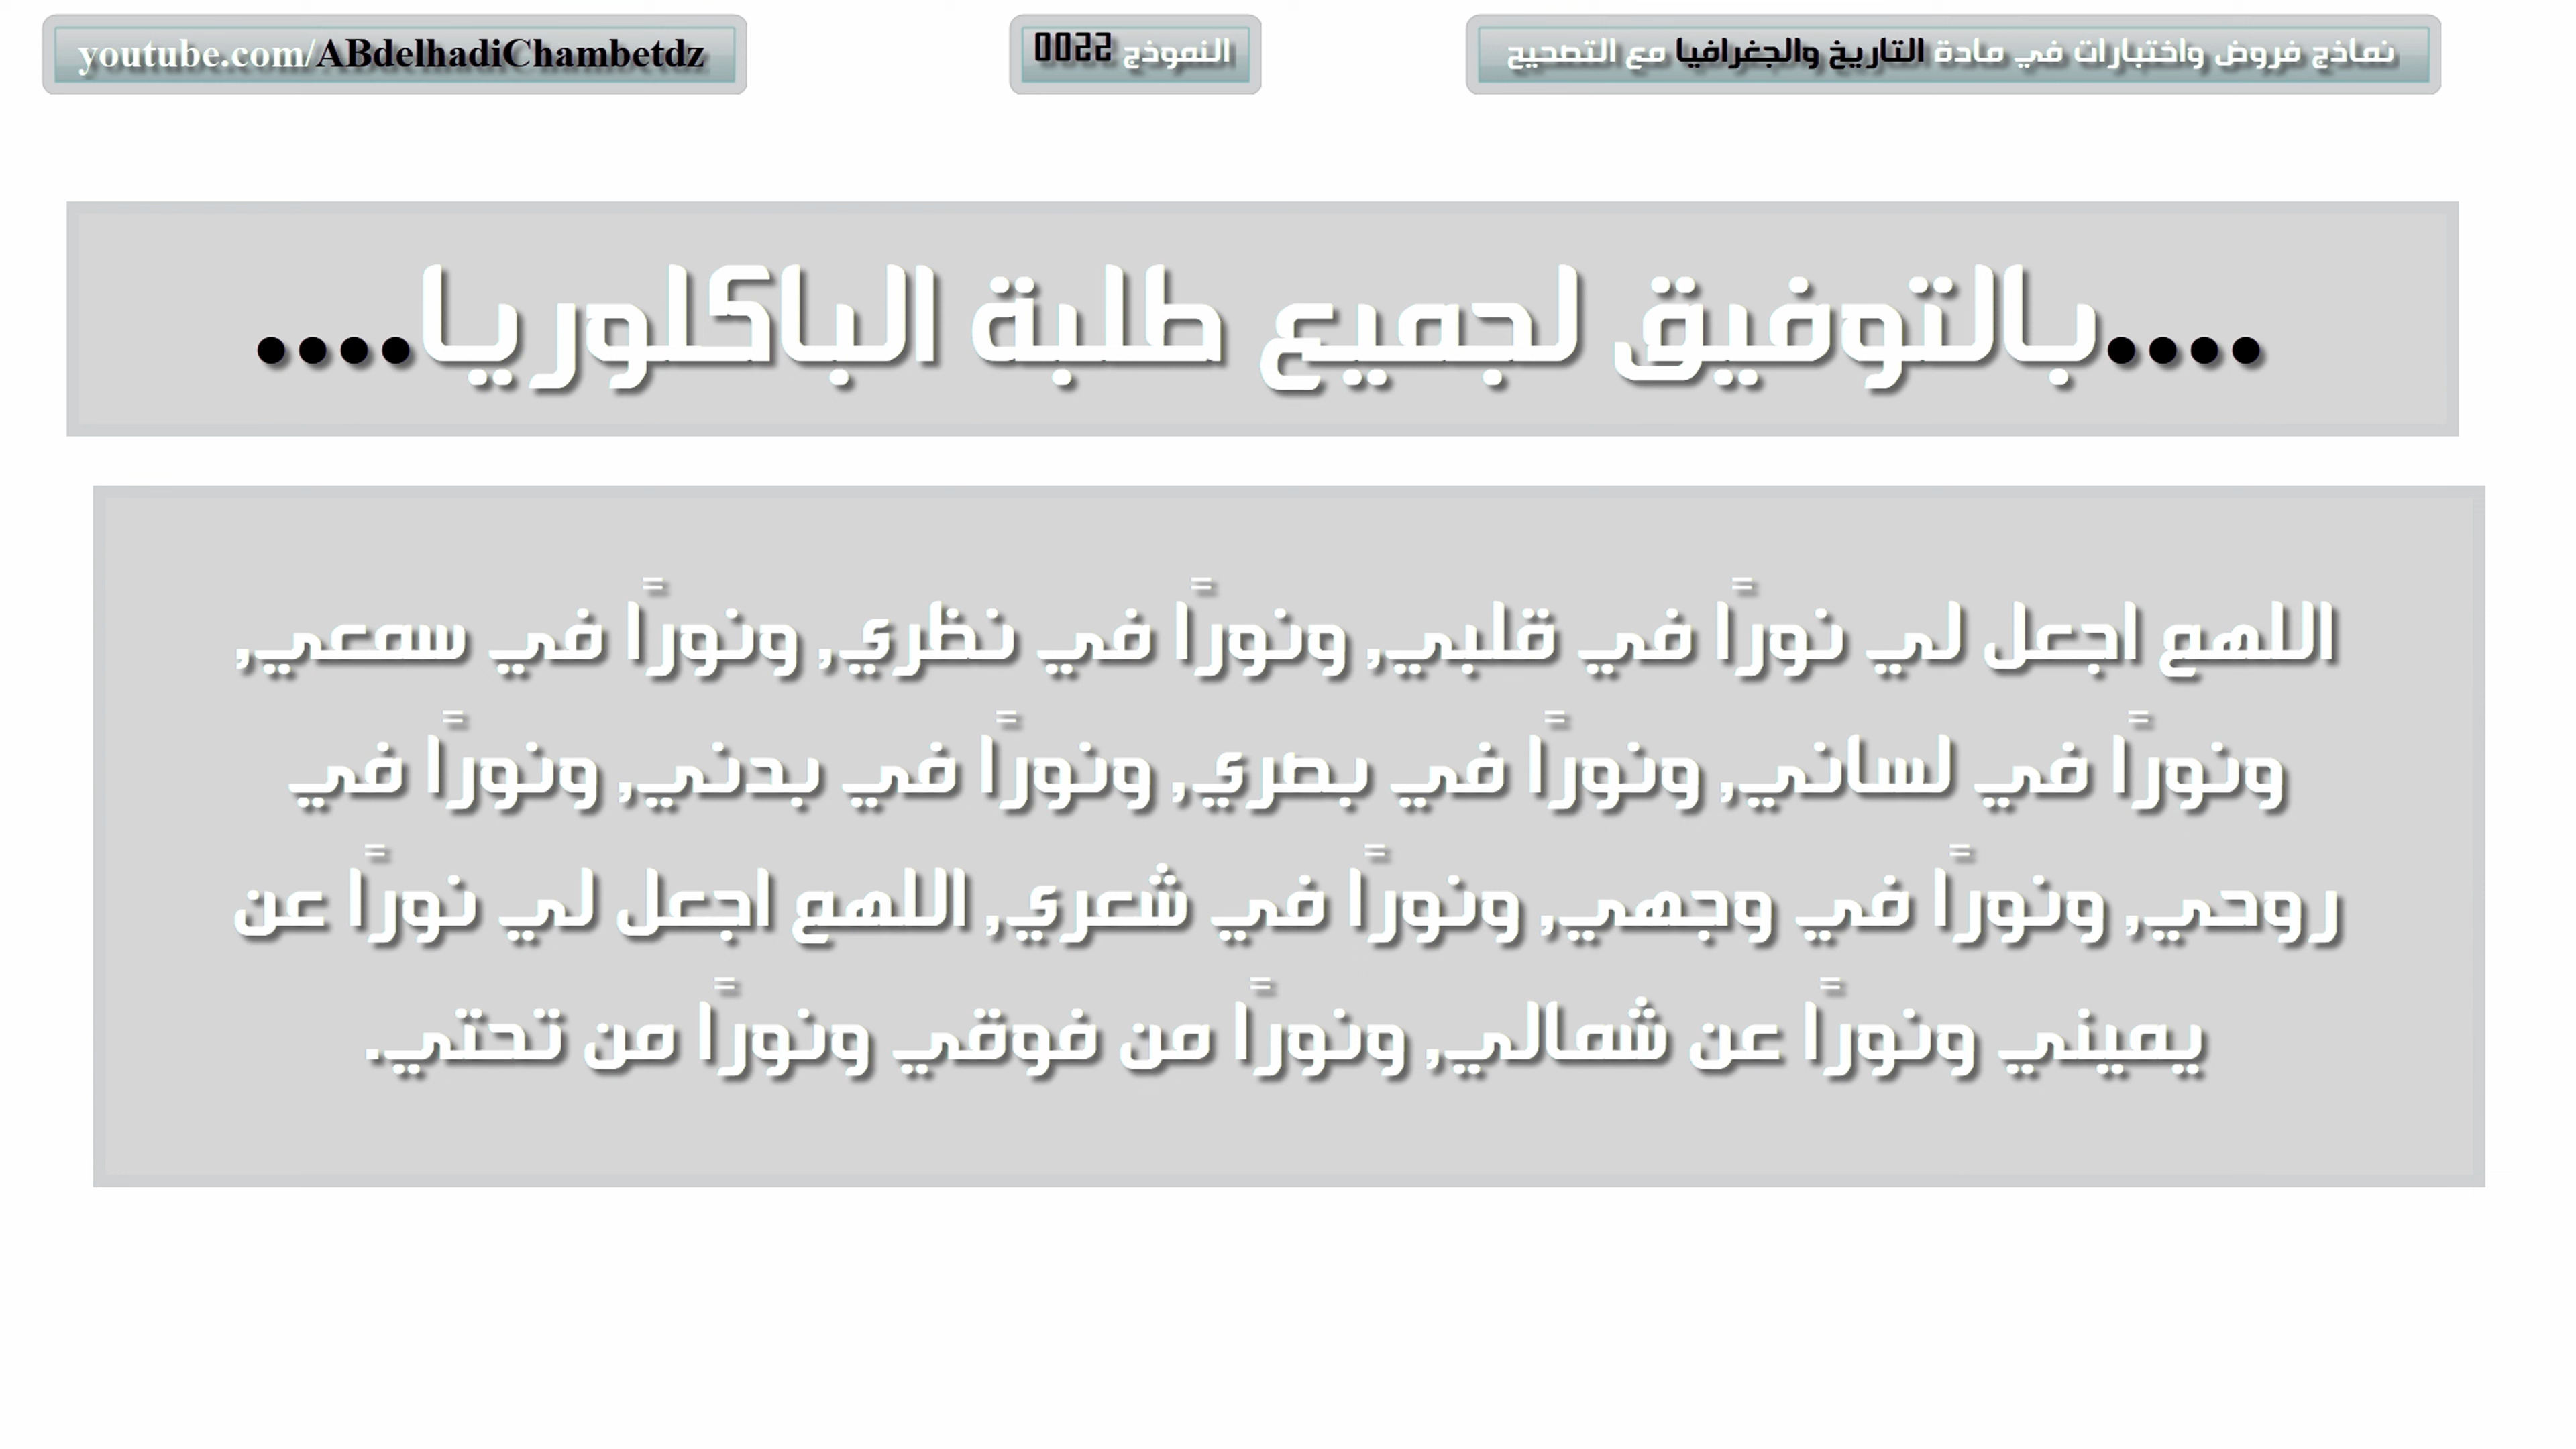 نماذج فروض واختبارات في مادة التاريخ والجغرافيا مع التصحيح
النموذج 0022
youtube.com/ABdelhadiChambetdz
....بالتوفيق لجميع طلبة الباكلوريا....
اللهم اجعل لي نوراً في قلبي, ونوراً في نظري, ونوراً في سمعي,
ونوراً في لساني, ونوراً في بصري, ونوراً في بدني, ونوراً في
روحي, ونوراً في وجهي, ونوراً في شعري, اللهم اجعل لي نوراً عن
يميني ونوراً عن شمالي, ونوراً من فوقي ونوراً من تحتي.